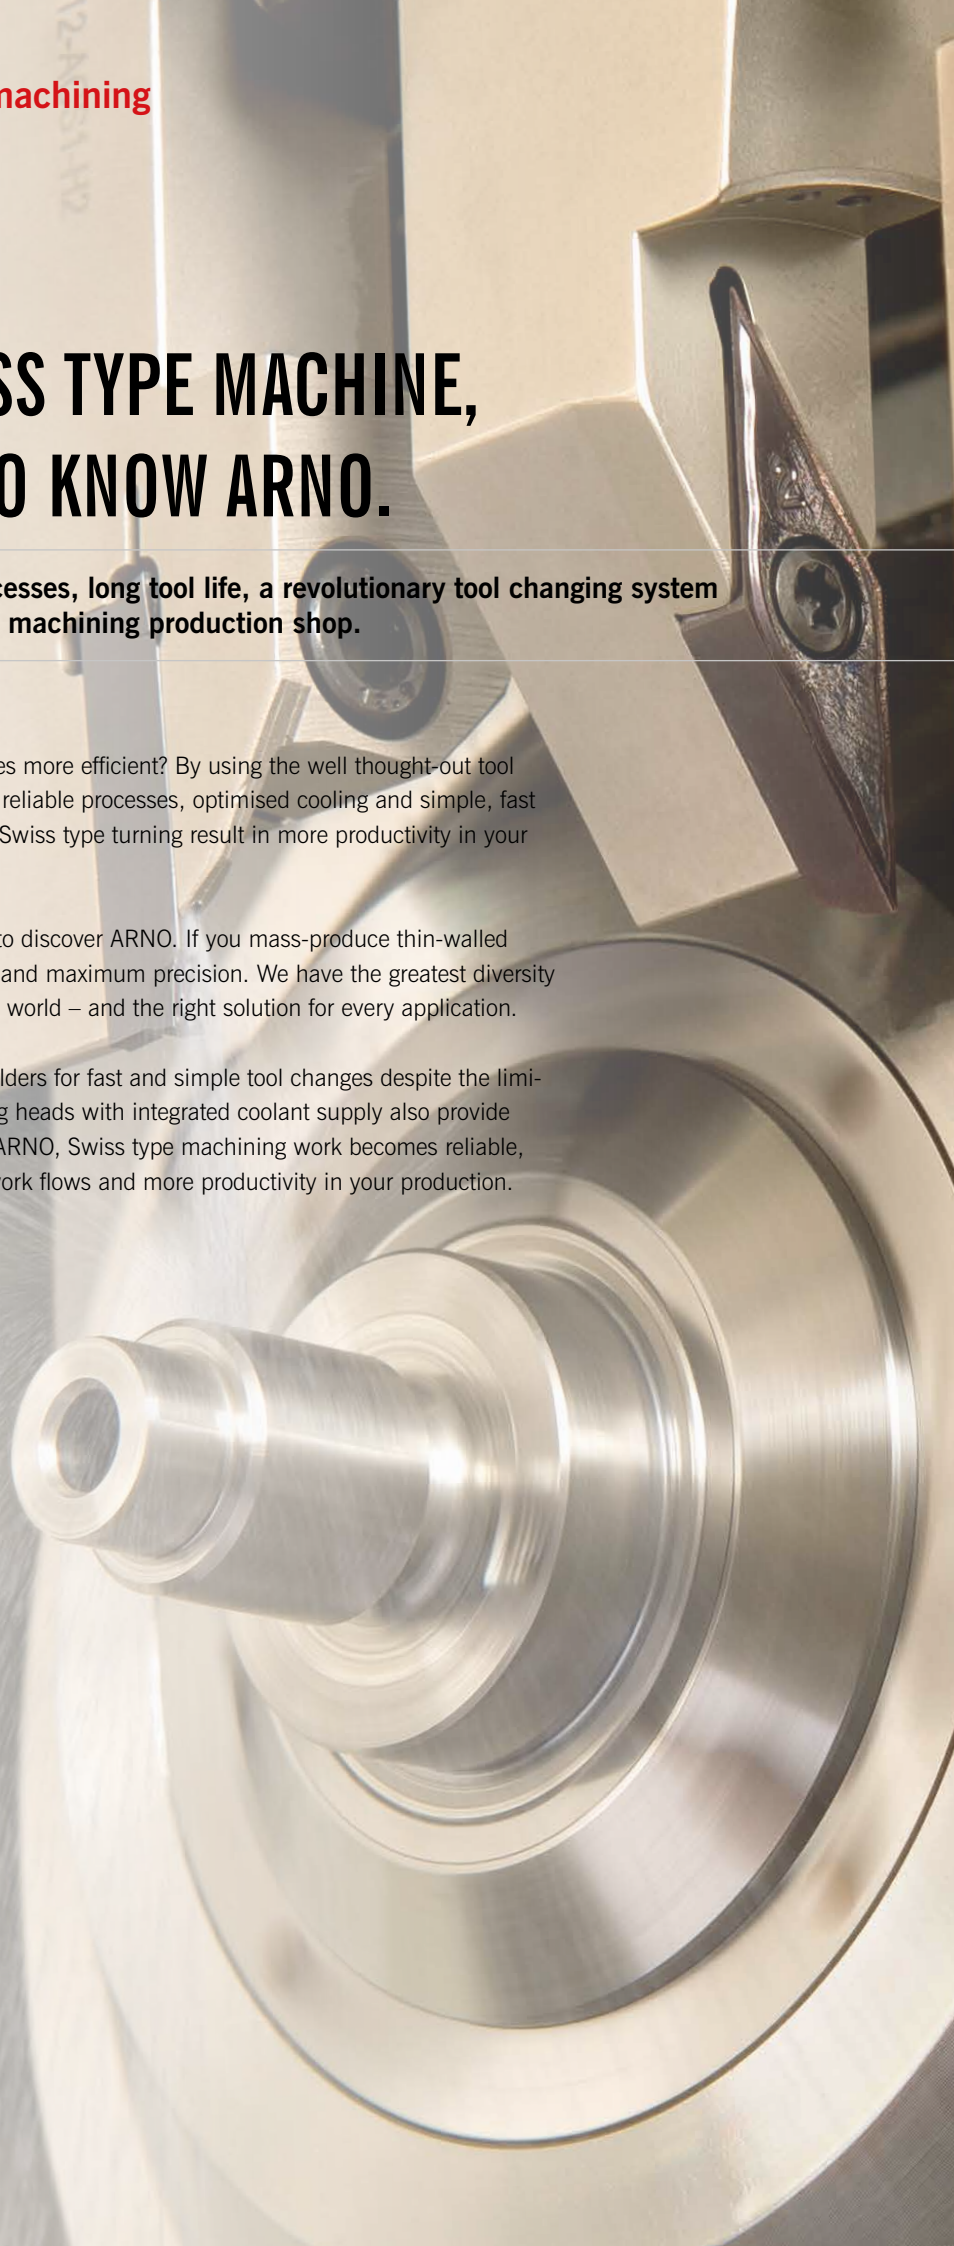 machining
SS TYPE MACHINE,
O KNOW ARNO.
cesses, long tool life, a revolutionary tool changing system
machining production shop.
es more efficient? By using the well thought-out tool
reliable processes, optimised cooling and simple, fast
Swiss type turning result in more productivity in your
to discover ARNO. If you mass-produce thin-walled
and maximum precision. We have the greatest diversity
world – and the right solution for every application.
lders for fast and simple tool changes despite the limi-
g heads with integrated coolant supply also provide
ARNO, Swiss type machining work becomes reliable,
ork flows and more productivity in your production.
2